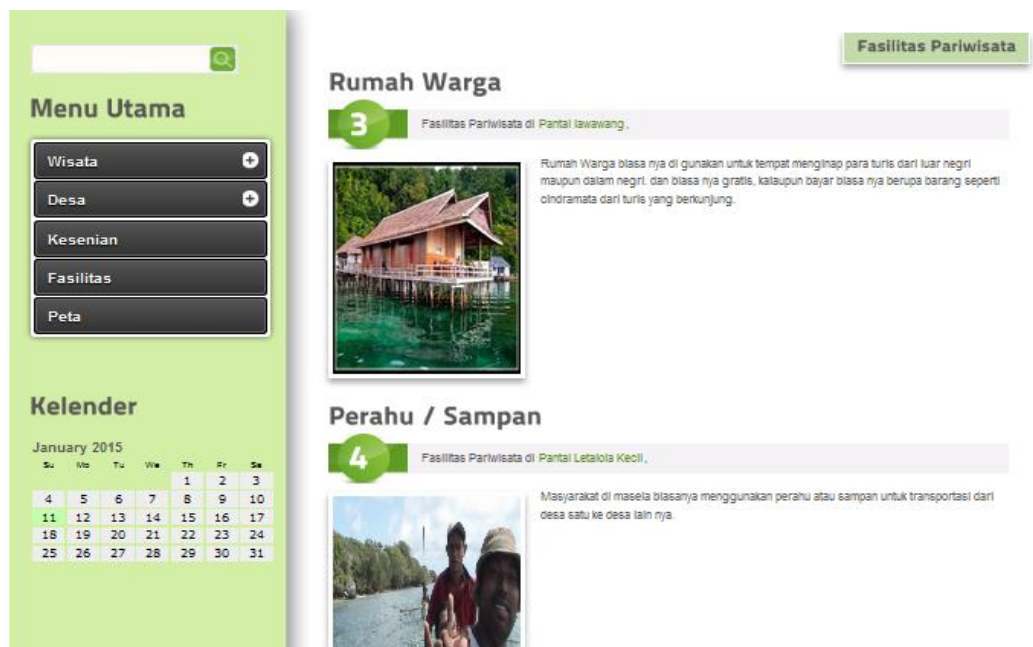 Fasilitas Pariwisata
Menu Utama
Wisata
Desa
Kesenian
Fasilitas
Peta
Kelender
January 2015
Su Mo Tu We Th Fr Sa
1 2 3
4 5 6 7 8 9 10
11 12 13 14 15 16 17
18 19 20 21 22 23 24
25 26 27 28 29 30 31
Rumah Warga
3
Fasilitas Pariwisata di Pantai lawawang,
Rumah Warga biasa nya di gunakan untuk tempat menginap para turis dari luar negri
maupun dalam negri. dan biasa nya gratis, kalaupun bayar biasa nya berupa barang seperti
cindramata dari turis yang berkunjung.
Perahu / Sampan
4
Fasilitas Pariwisata di Pantai Letalola Kecil,
Masyarakat di masela biasanya menggunakan perahu atau sampan untuk transportasi dari
desa satu ke desa lain nya.